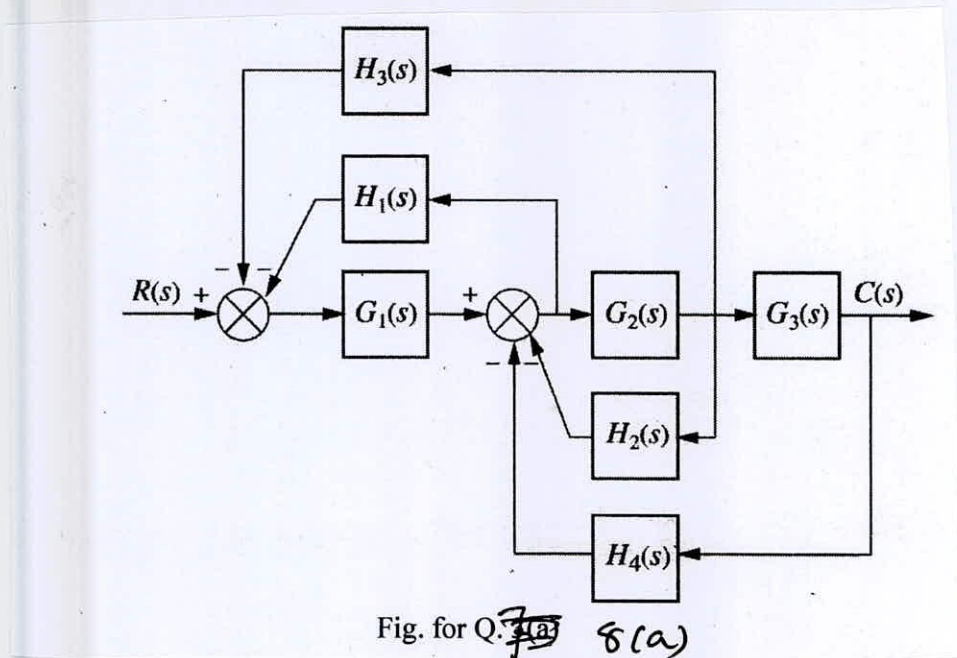 H₃(s)
H₁(s)
R(s) + − −
G₁(s)
+
G₂(s)
G₃(s)
C(s)
− −
H₂(s)
H₄(s)
Fig. for Q. 8(a)